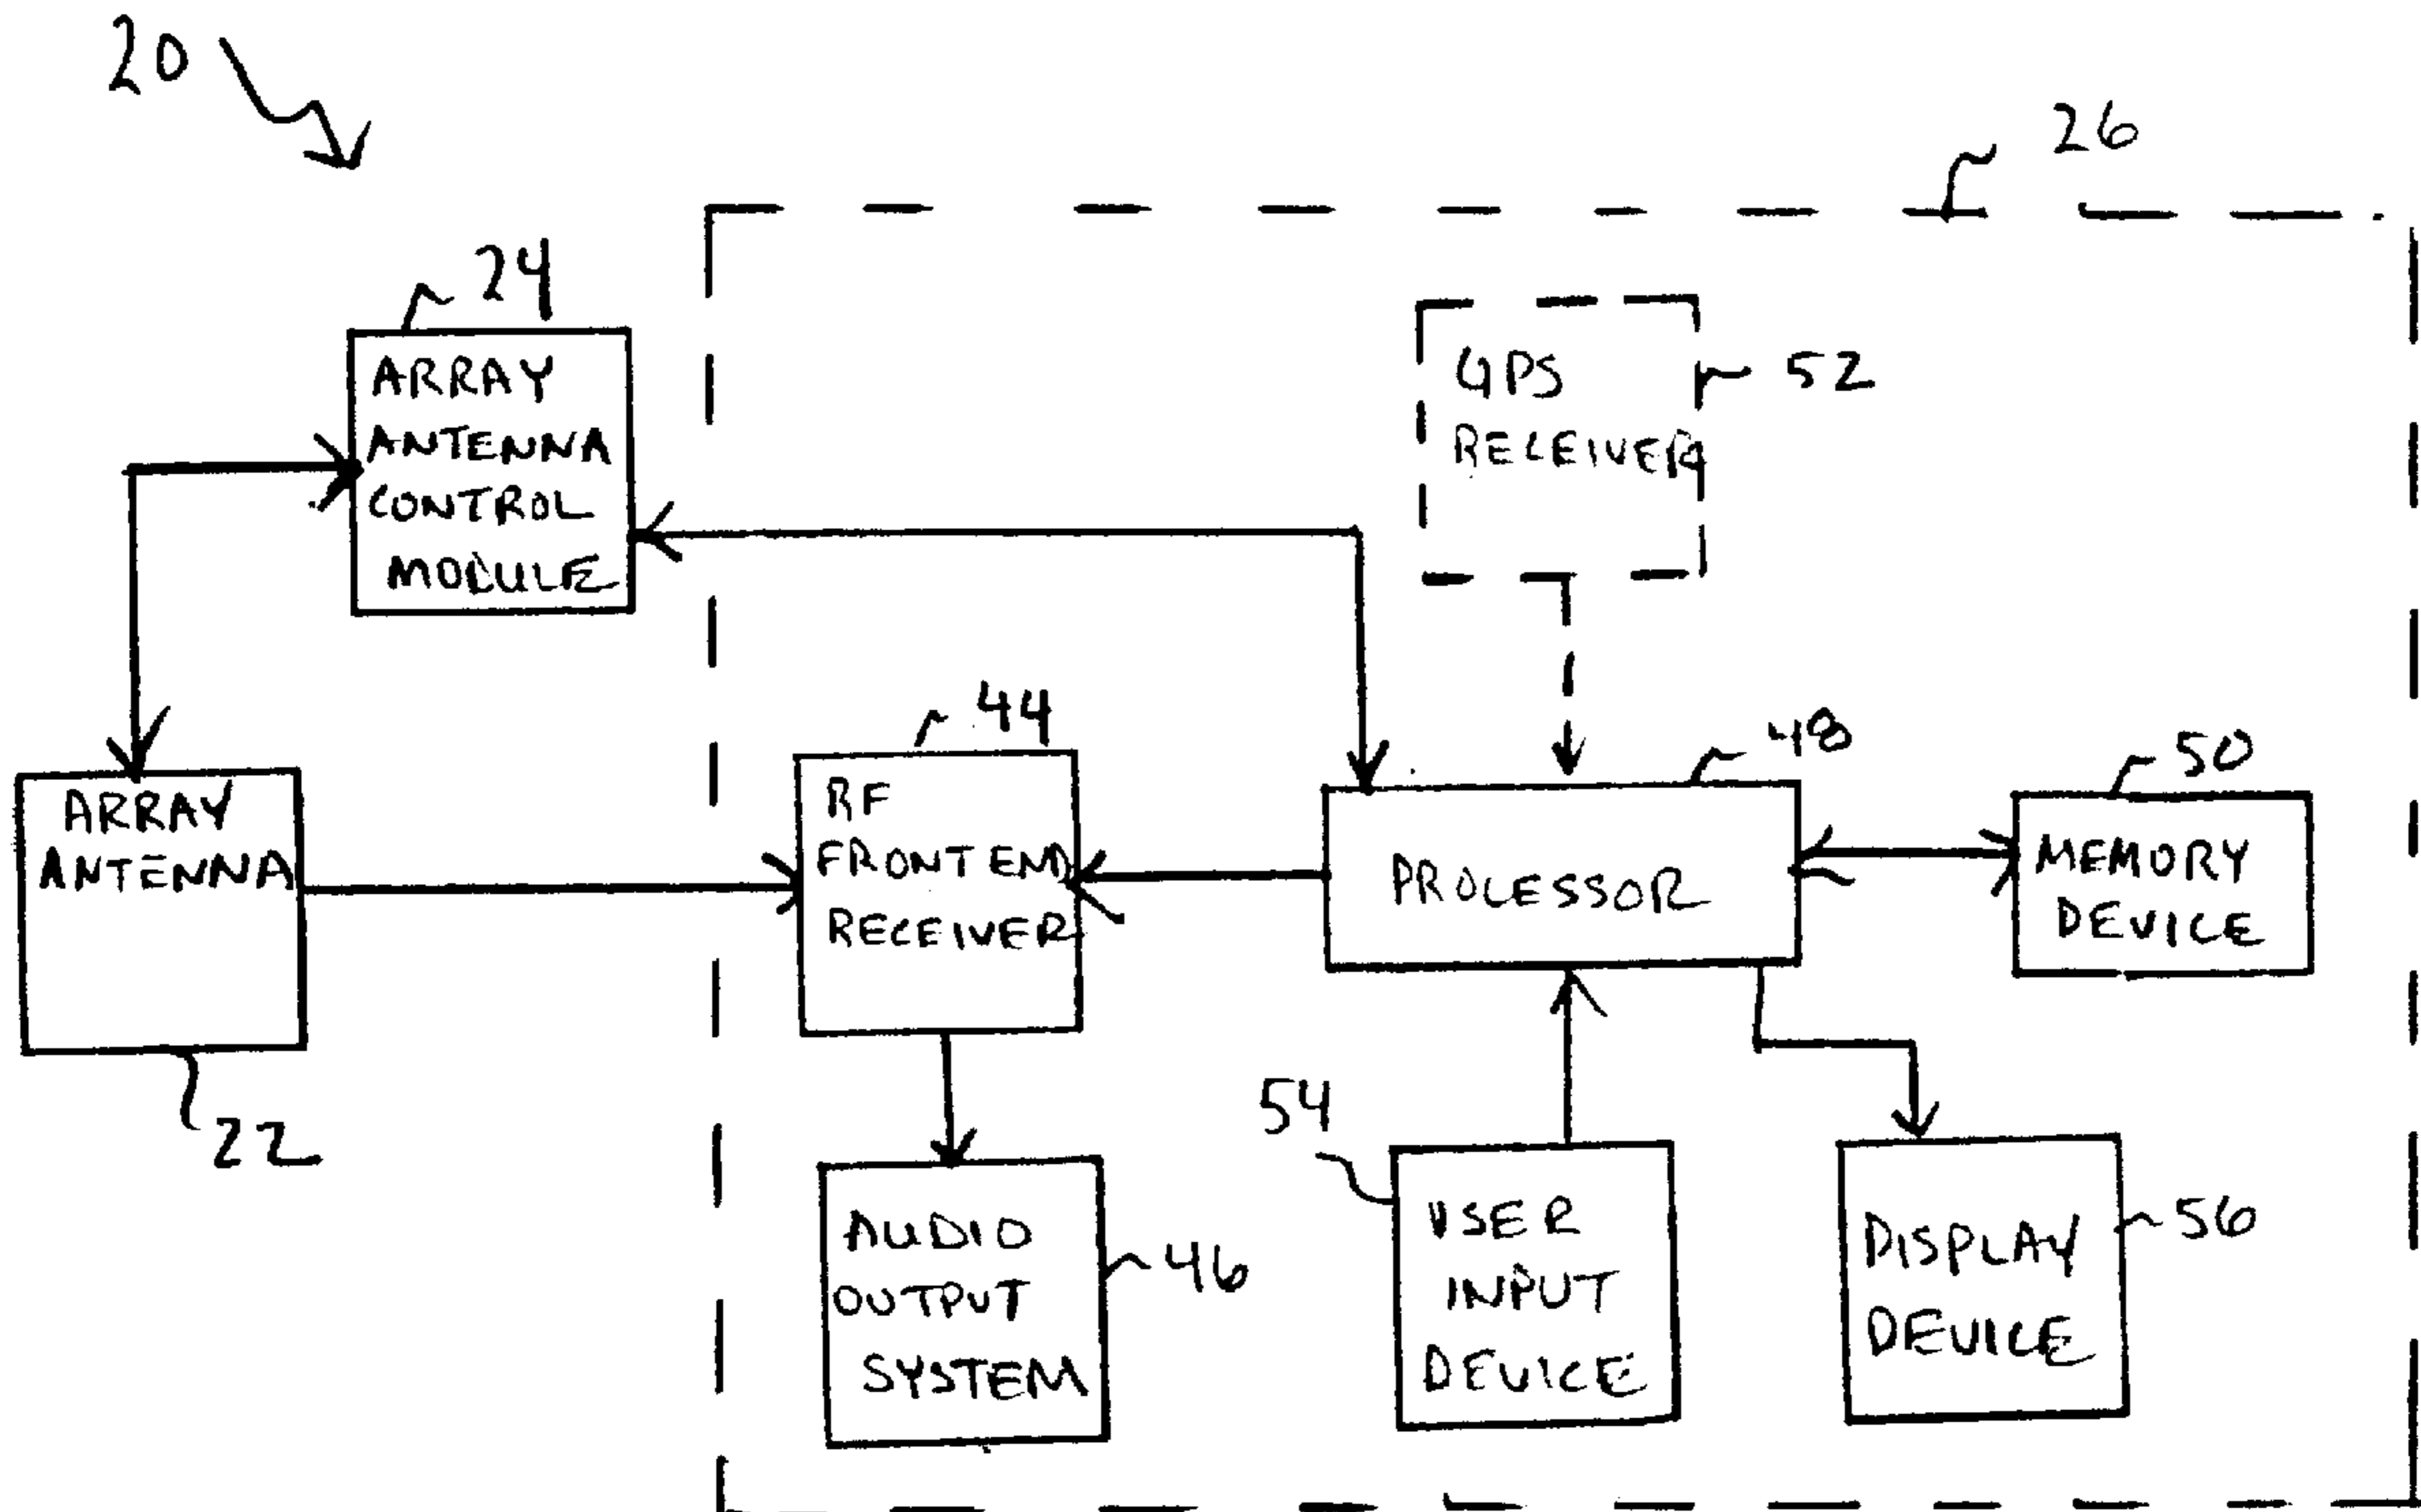 20
26
24
ARRAY
ANTENNA
CONTROL
MODULE
GPS
RECEIVER
52
44
48
50
ARRAY
ANTENNA
22
RF
FRONT END
RECEIVER
PROCESSOR
MEMORY
DEVICE
54
AUDIO
OUTPUT
SYSTEM
46
USER
INPUT
DEVICE
DISPLAY
DEVICE
56